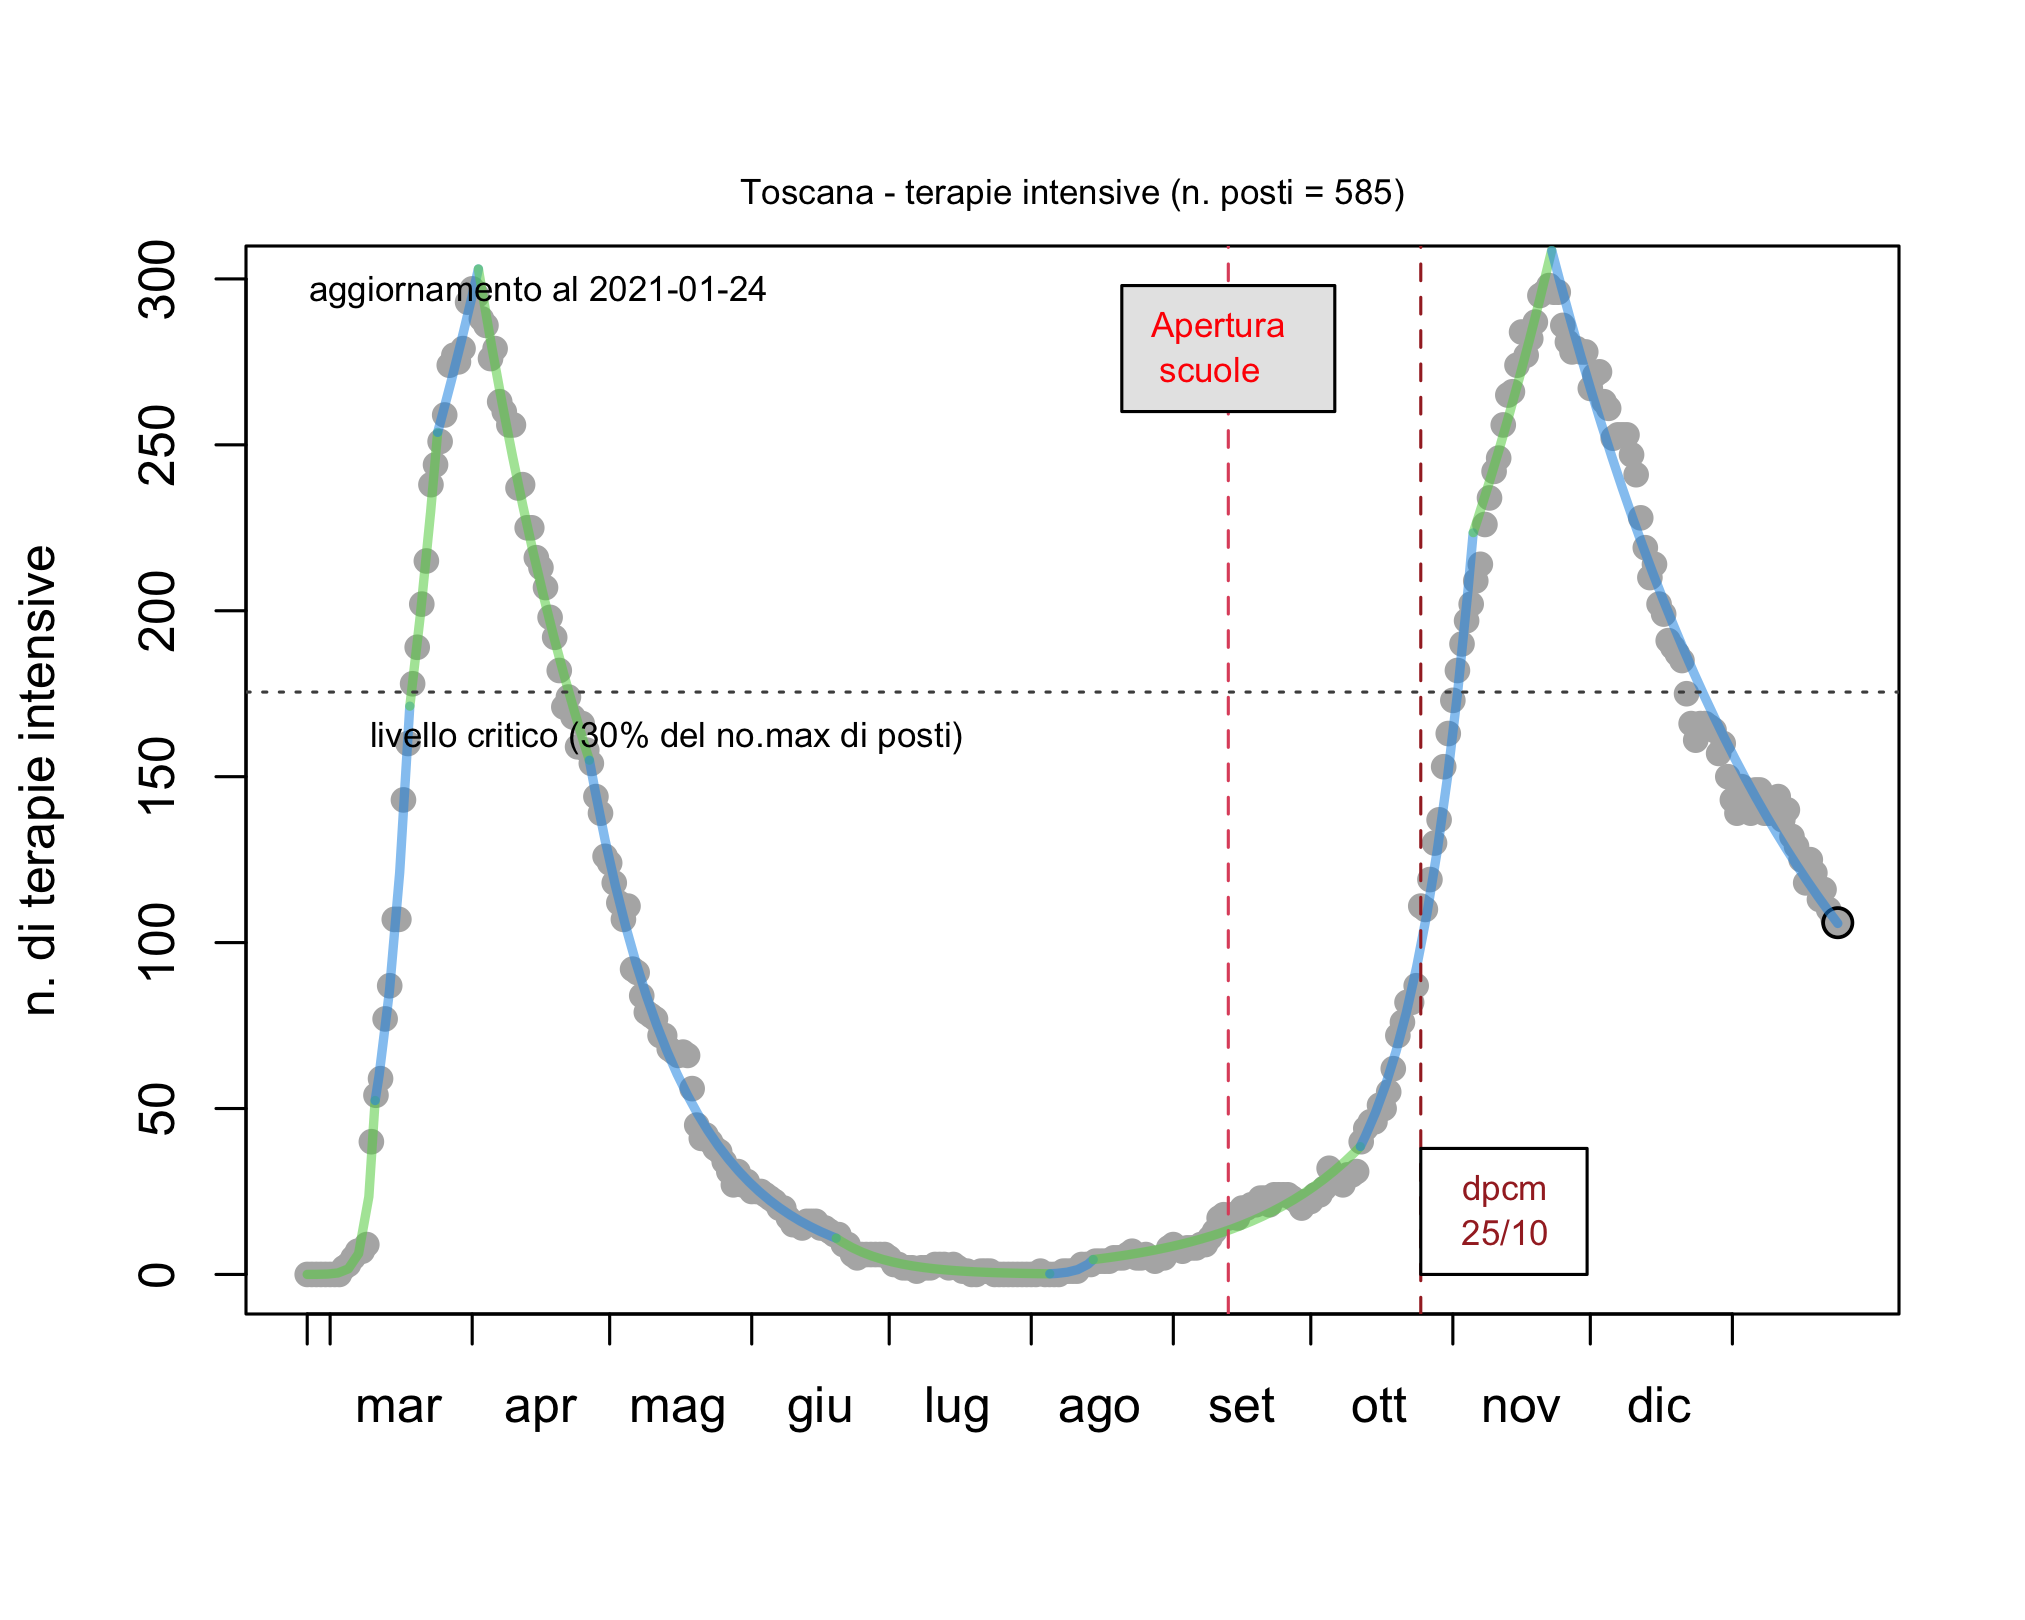 Toscana - terapie intensive (n. posti = 585)
aggiornamento al 2021-01-24
Apertura
scuole
livello critico (30% del no.max di posti)
dpcm
25/10
n. di terapie intensive
300
250
200
150
100
50
0
mar apr mag giu lug ago set ott nov dic